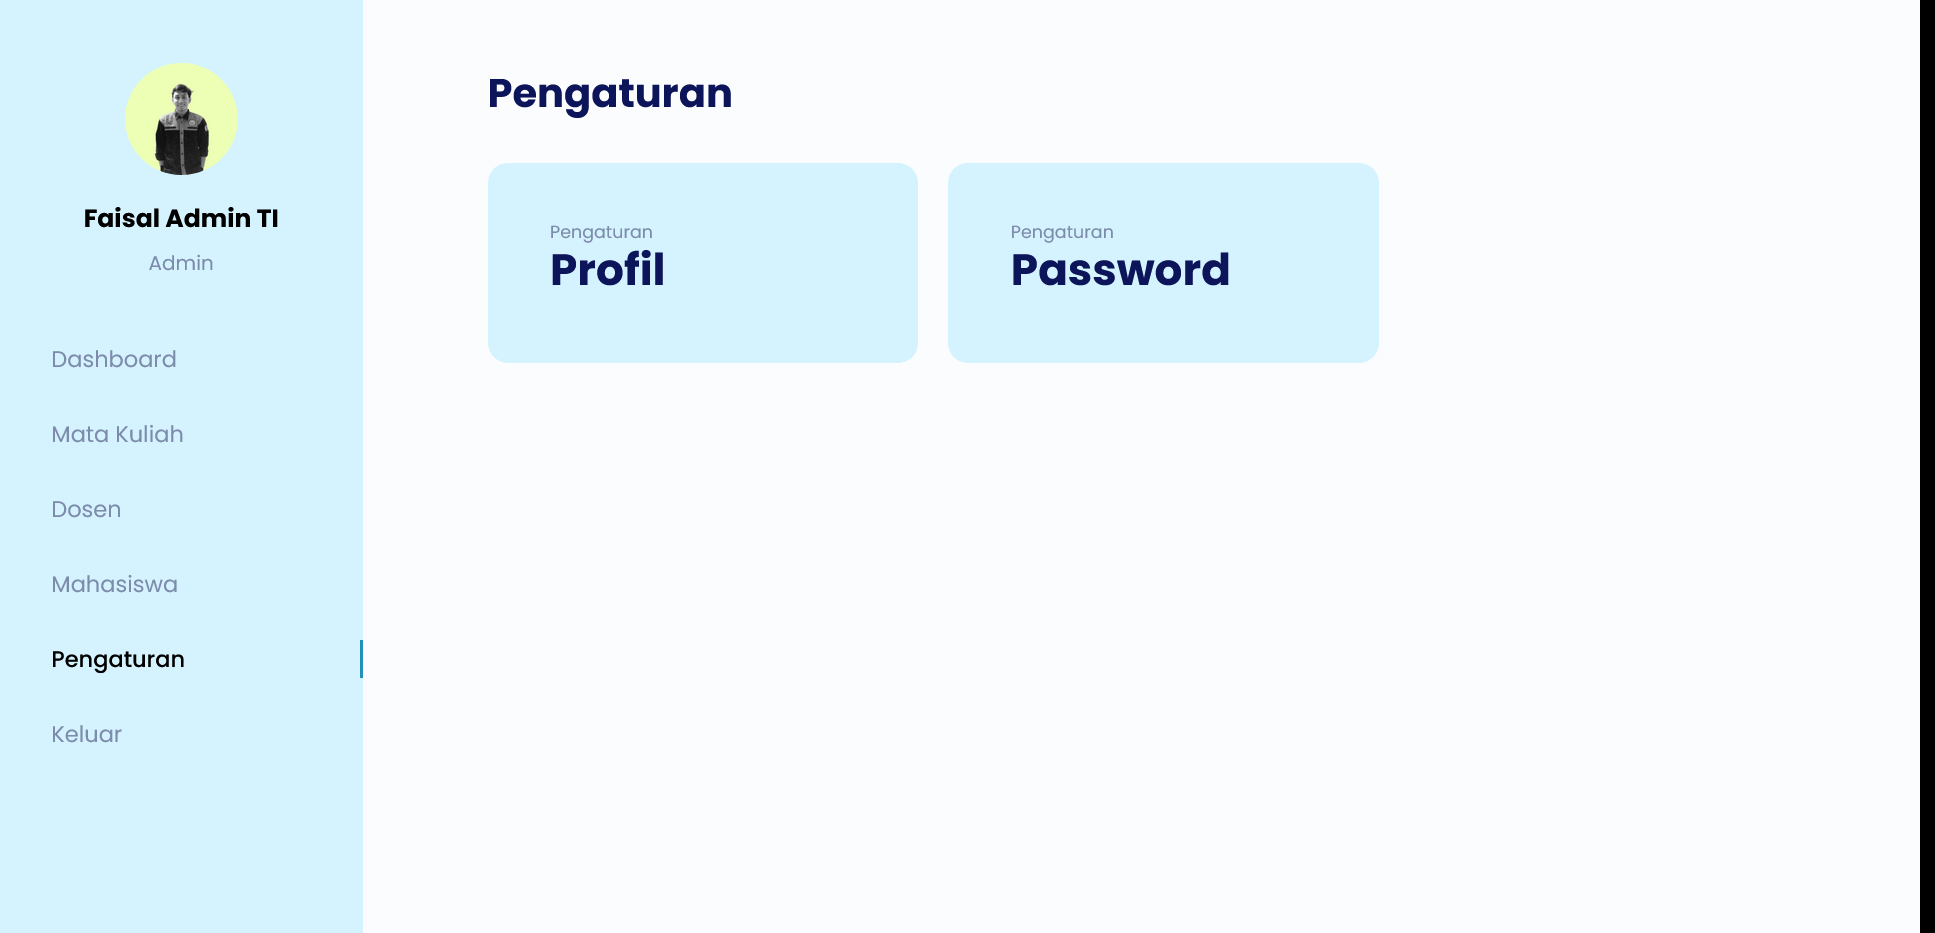 Faisal Admin TI
Admin
Dashboard
Mata Kuliah
Dosen
Mahasiswa
Pengaturan
Keluar
Pengaturan
Pengaturan
Profil
Pengaturan
Password